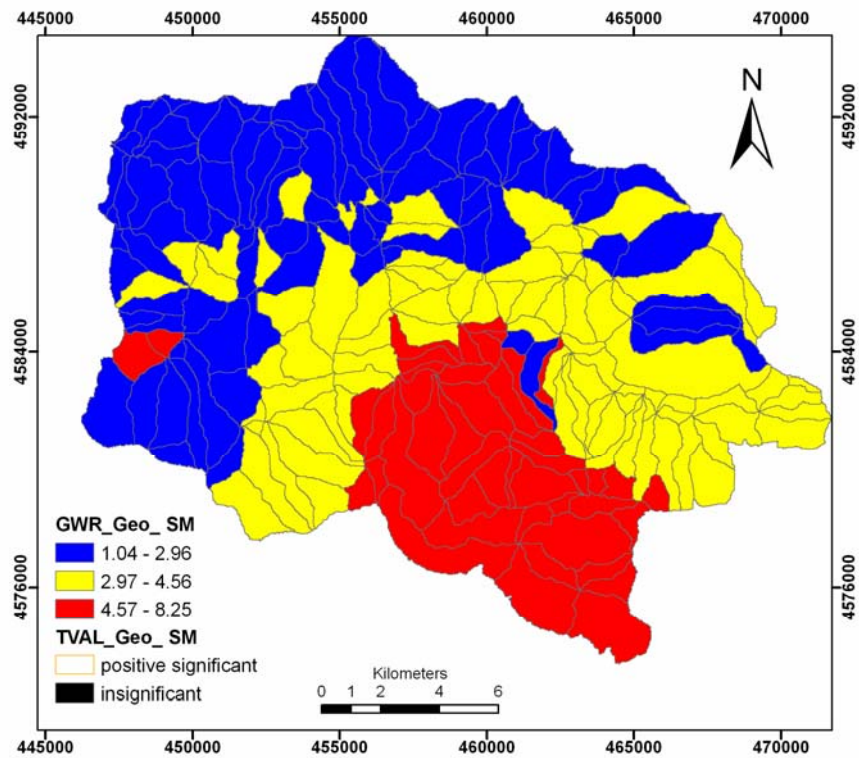 445000 450000 455000 460000 465000 470000
N
4592000 4592000
4584000 4584000
GWR_Geo_ SM
1.04 - 2.96
2.97 - 4.56
4.57 - 8.25
4576000 4576000
TVAL_Geo_ SM
positive significant
insignificant
Kilometers
0 1 2 4 6
445000 450000 455000 460000 465000 470000